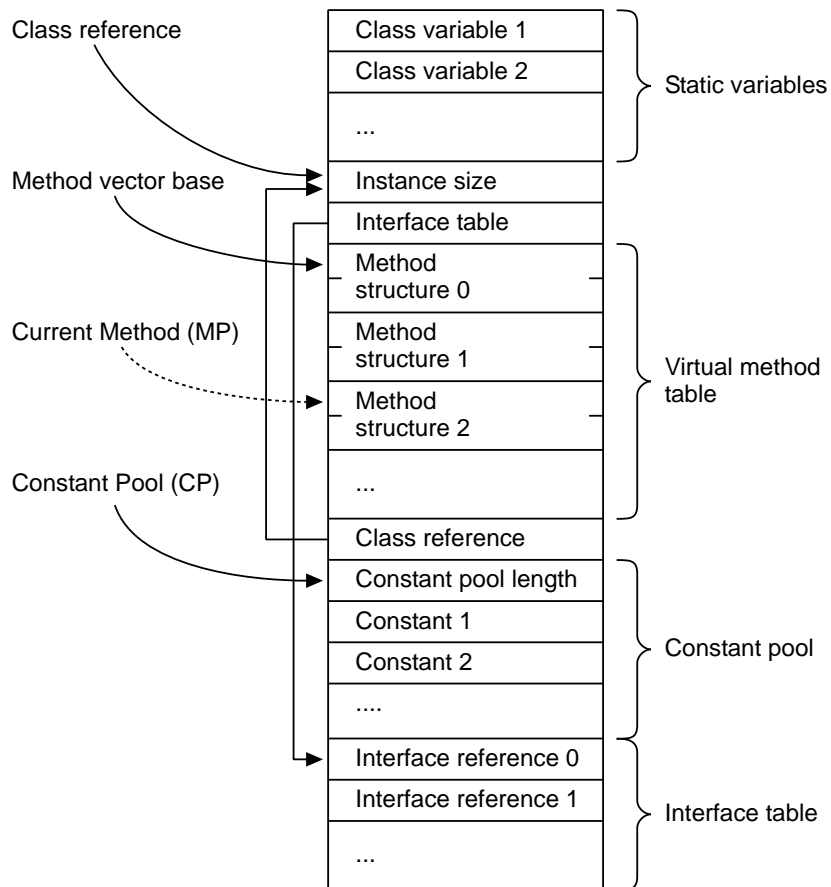 Class reference
Class variable 1
Class variable 2
...
Static variables
Method vector base
Instance size
Interface table
Method
structure 0
Current Method (MP)
Method
structure 1
Method
structure 2
Virtual method
table
Constant Pool (CP)
...
Class reference
Constant pool length
Constant 1
Constant 2
....
Constant pool
Interface reference 0
Interface reference 1
...
Interface table